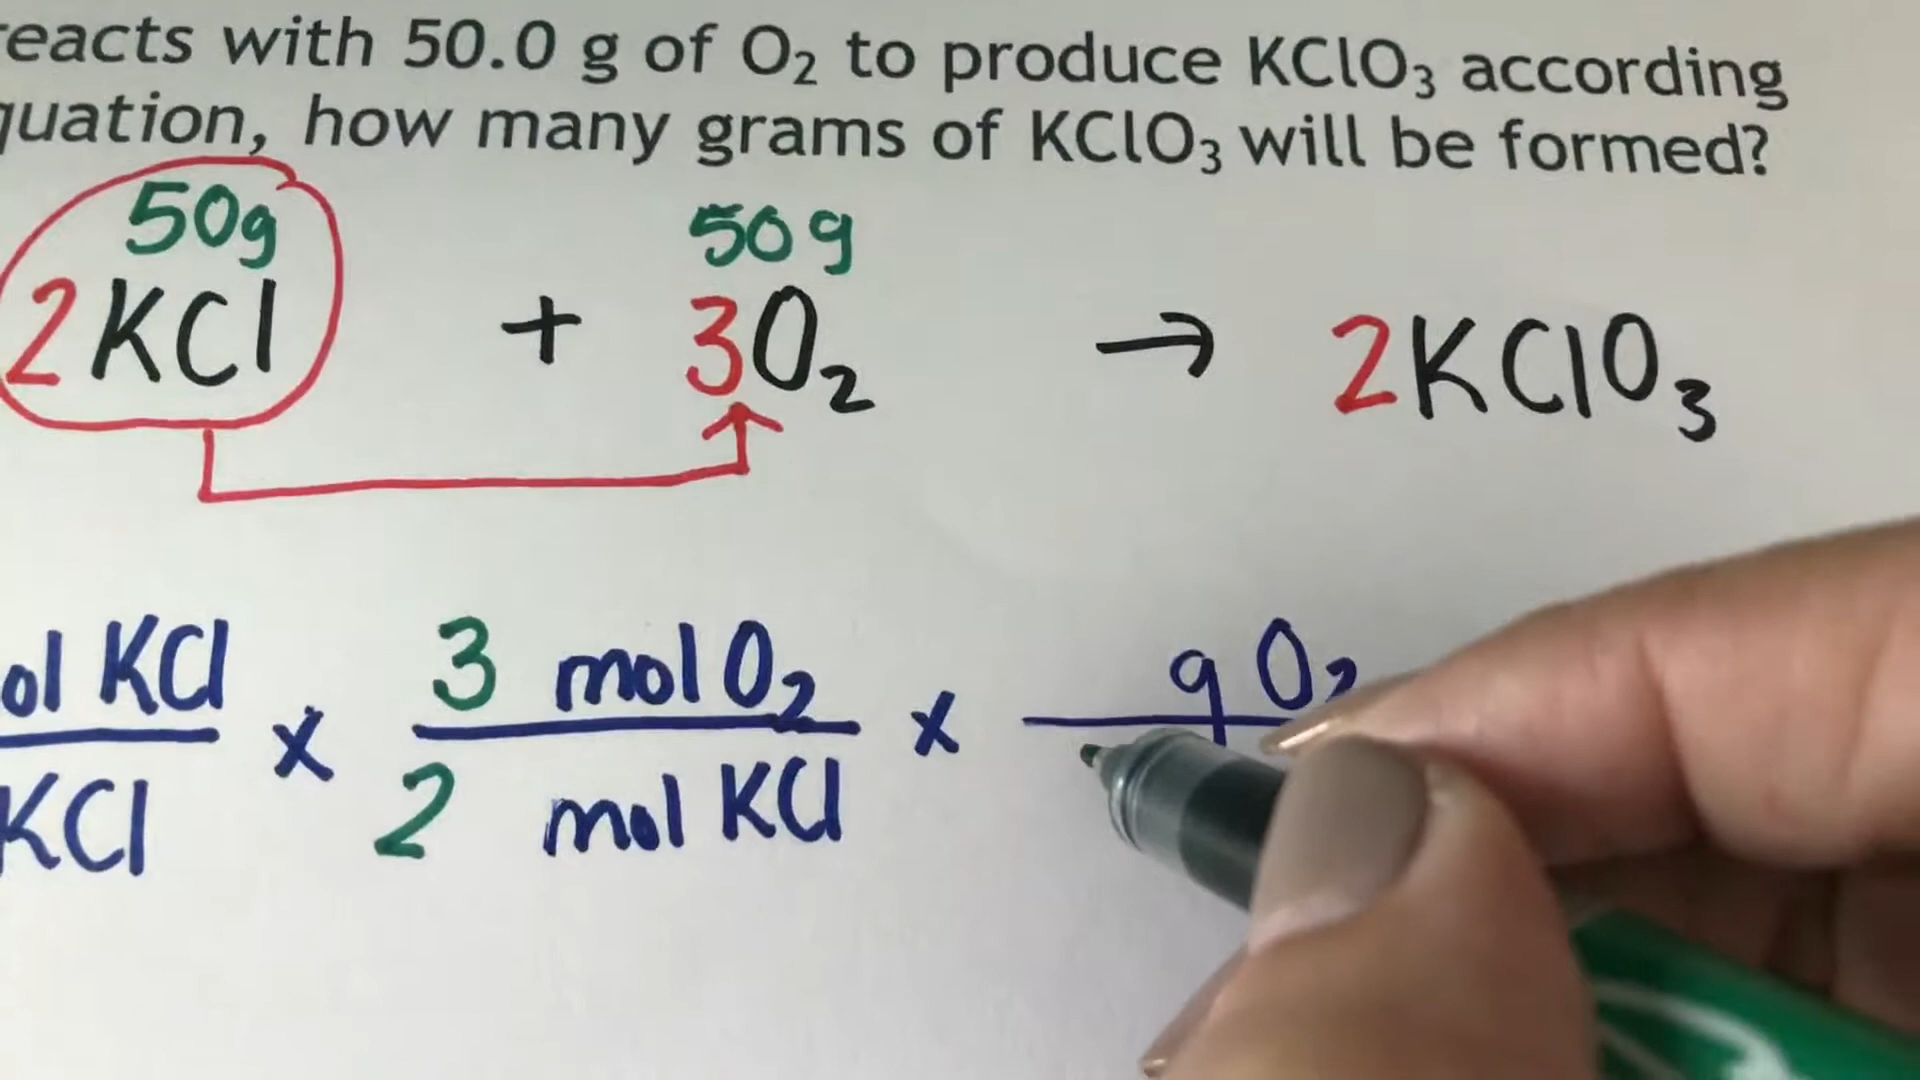 reacts with 50.0 g of O₂ to produce KClO₃ according
quation, how many grams of KClO₃ will be formed?
50g 50g
2KCl + 3O₂ → 2KClO₃
ol KCl x 3 mol O₂ x g O₂
KCl 2 mol KCl